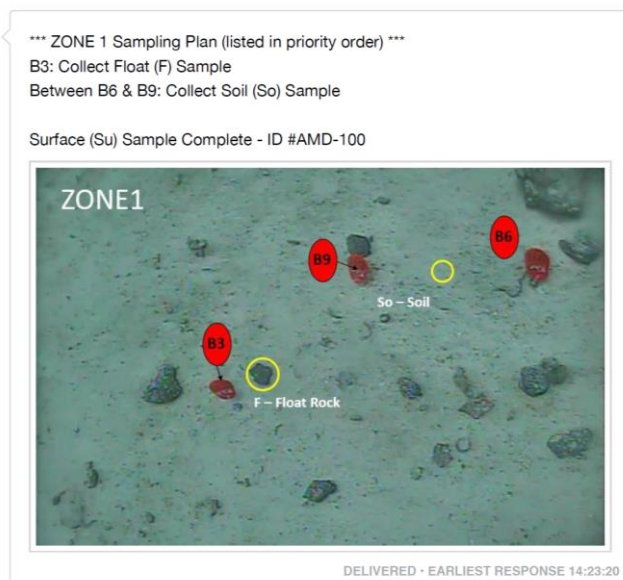 *** ZONE 1 Sampling Plan (listed in priority order) ***
B3: Collect Float (F) Sample
Between B6 & B9: Collect Soil (So) Sample
Surface (Su) Sample Complete - ID #AMD-100
ZONE1
B6
B9
So – Soil
B3
F – Float Rock
DELIVERED · EARLIEST RESPONSE 14:23:20